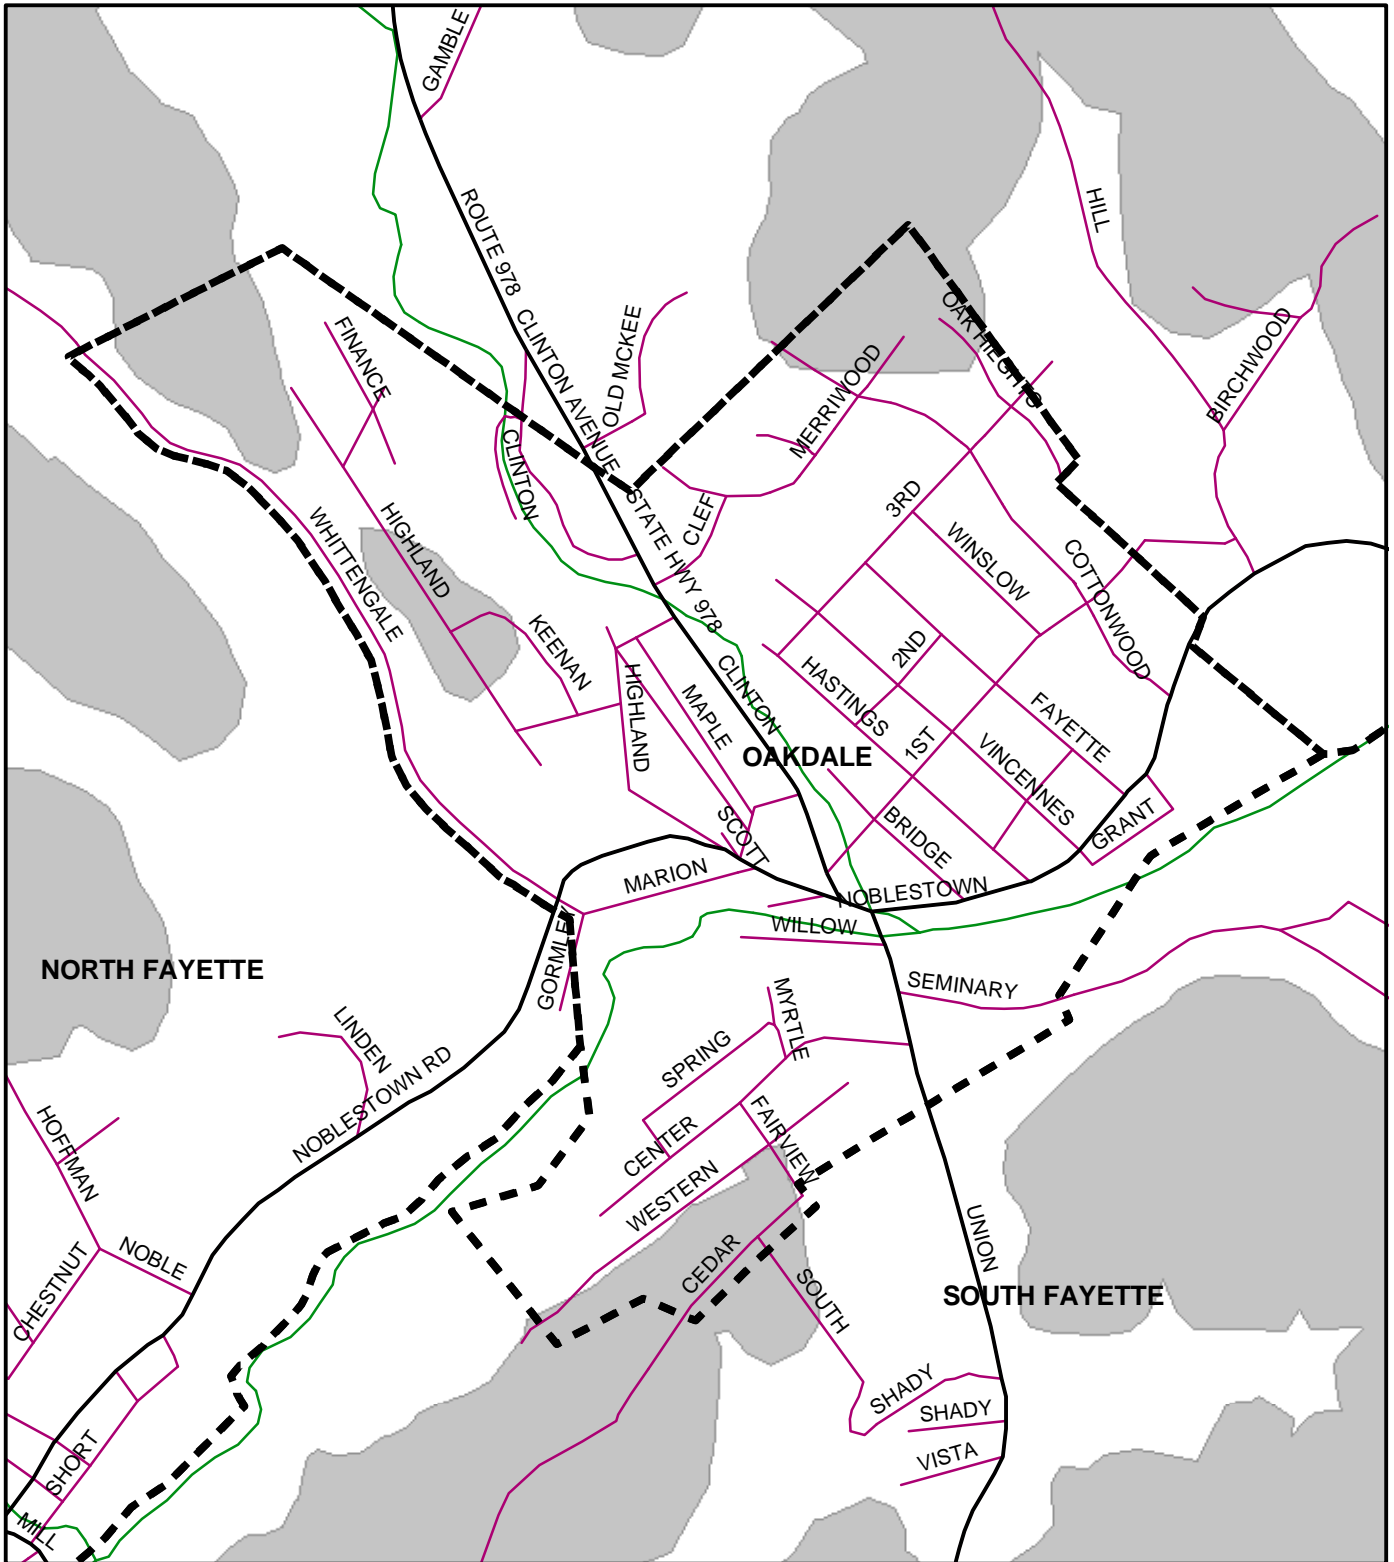 GAMBLE
HILL
ROUTE 978
CLINTON AVENUE
OLD MCKEE
FINANCE
OAK HILEGHTS
MERRIWOOD
BIRCHWOOD
CLINTON
STATE HWY 978
CLEF
3RD
WINSLOW
COTTONWOOD
WHITTENGALE
HIGHLAND
KEENAN
HIGHLAND
MAPLE
CLINTON
2ND
HASTINGS
1ST
FAYETTE
VINCENNES
OAKDALE
GRANT
SCOTT
BRIDGE
MARION
NOBLESTOWN
WILLOW
GORMLEY
NORTH FAYETTE
SEMINARY
MYRTLE
LINDEN
SPRING
NOBLESTOWN RD
HOFFMAN
CENTER
FAIRVIEW
WESTERN
UNION
NOBLE
CEDAR
CHESTNUT
SOUTH
SOUTH FAYETTE
SHADY
SHADY
VISTA
SHORT
MILL